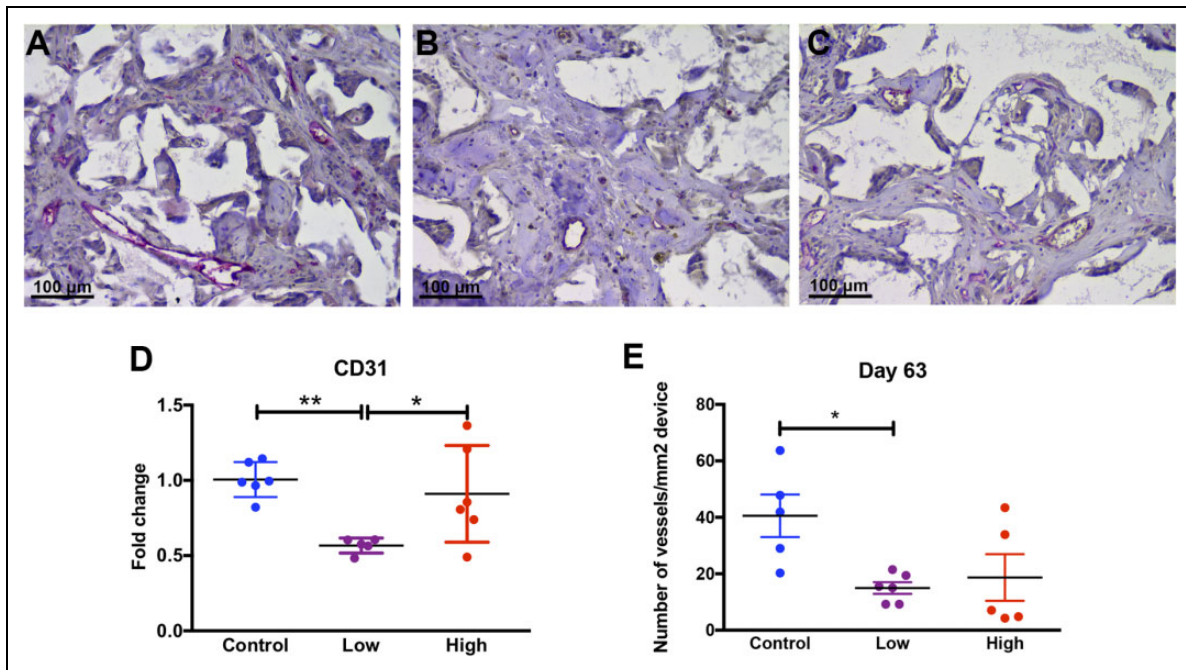 A
B
C
100 µm
100 µm
100 µm
D
CD31
**
*
Fold change
1.5
1.0
0.5
0.0
Control
Low
High
E
Day 63
*
Number of vessels/mm2 device
80
60
40
20
0
Control
Low
High